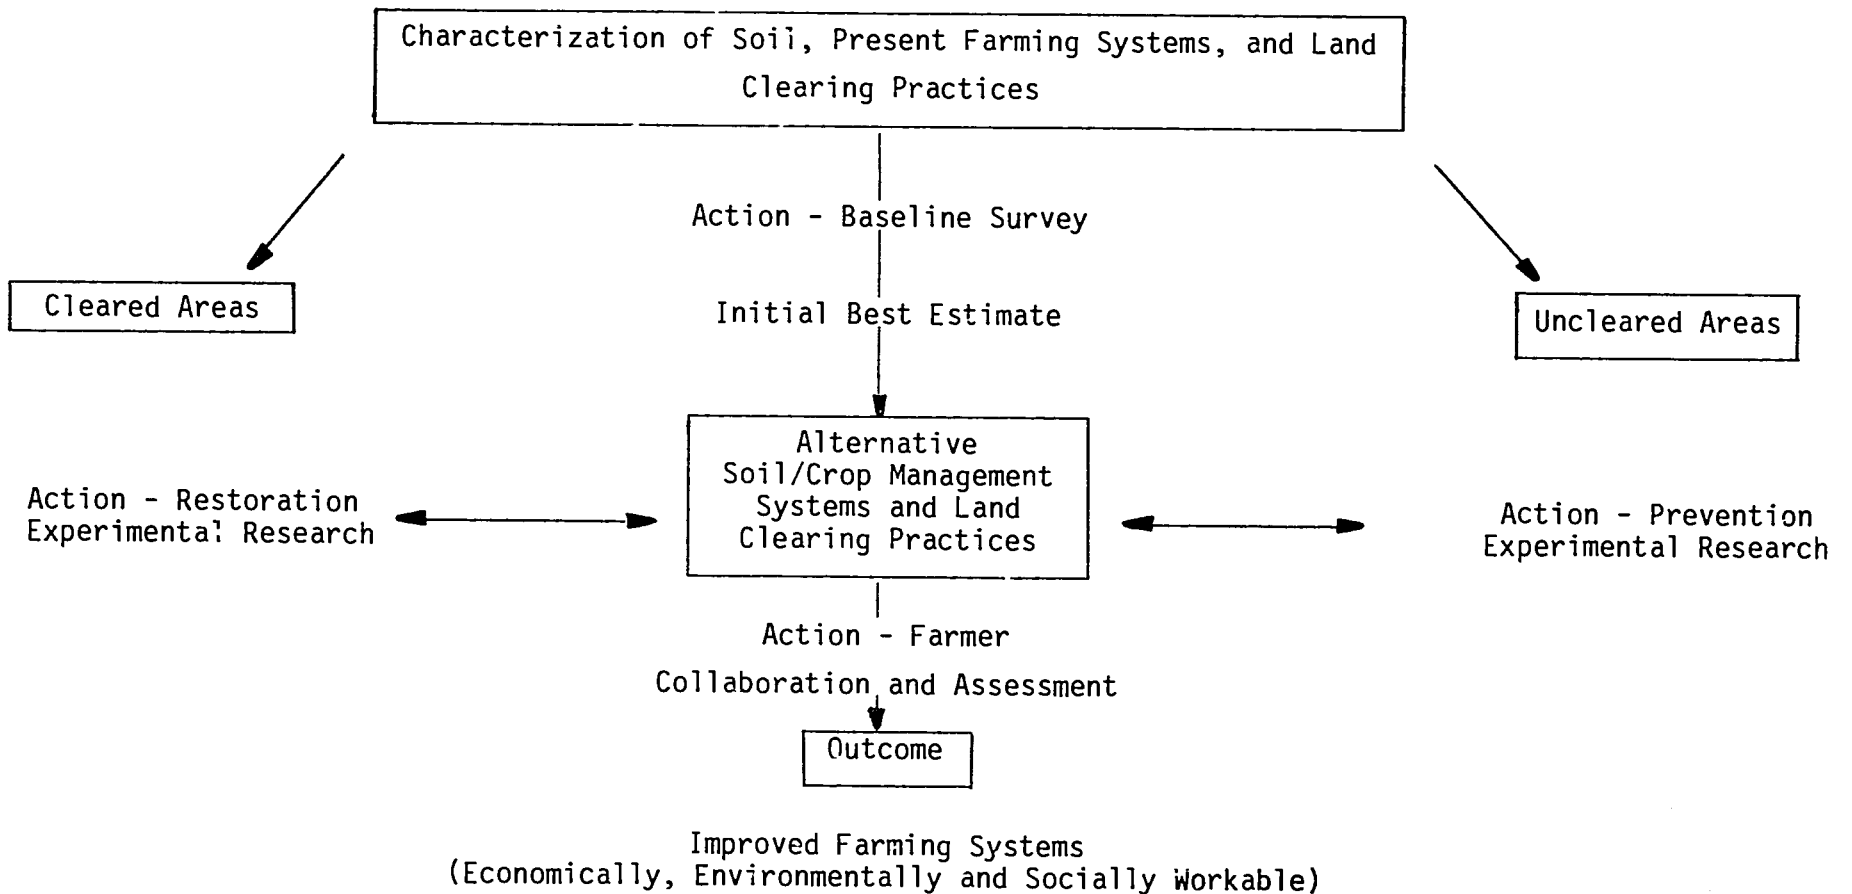 Characterization of Soil, Present Farming Systems, and Land
Clearing Practices
Action - Baseline Survey
Initial Best Estimate
Cleared Areas
Uncleared Areas
Alternative
Soil/Crop Management
Systems and Land
Clearing Practices
Action - Restoration
Experimental Research
Action - Prevention
Experimental Research
Action - Farmer
Collaboration and Assessment
Outcome
Improved Farming Systems
(Economically, Environmentally and Socially Workable)